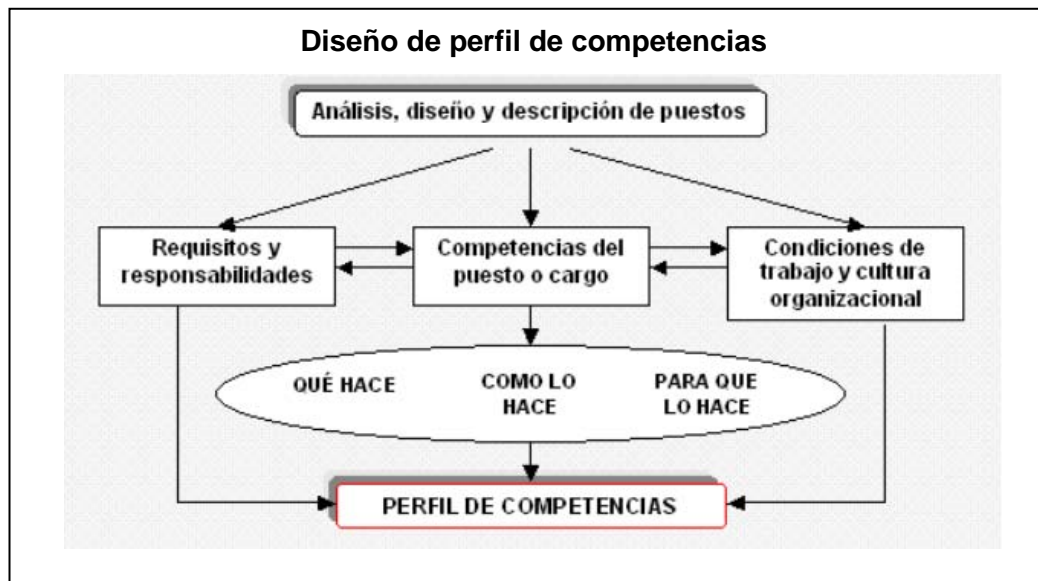 Diseño de perfil de competencias
Análisis, diseño y descripción de puestos
Requisitos y
responsabilidades
Competencias del
puesto o cargo
Condiciones de
trabajo y cultura
organizacional
QUÉ HACE
COMO LO
HACE
PARA QUE
LO HACE
PERFIL DE COMPETENCIAS